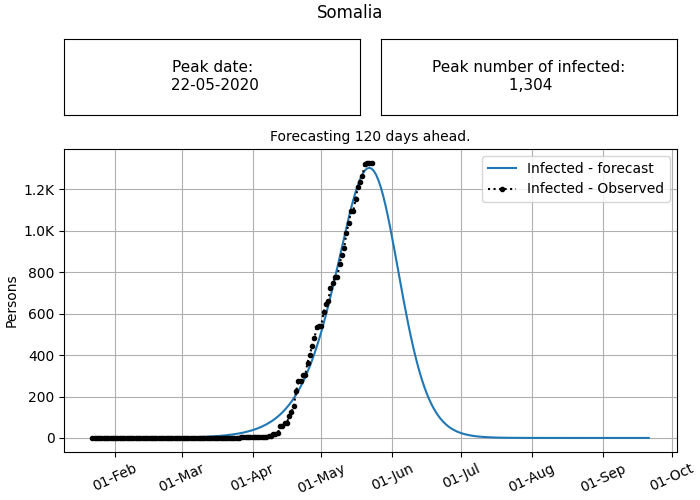 Somalia
Peak date:
22-05-2020
Peak number of infected:
1,304
Forecasting 120 days ahead.
Infected - forecast
Infected - Observed
Persons
1.2K
1.0K
800
600
400
200
0
01-Feb
01-Mar
01-Apr
01-May
01-Jun
01-Jul
01-Aug
01-Sep
01-Oct